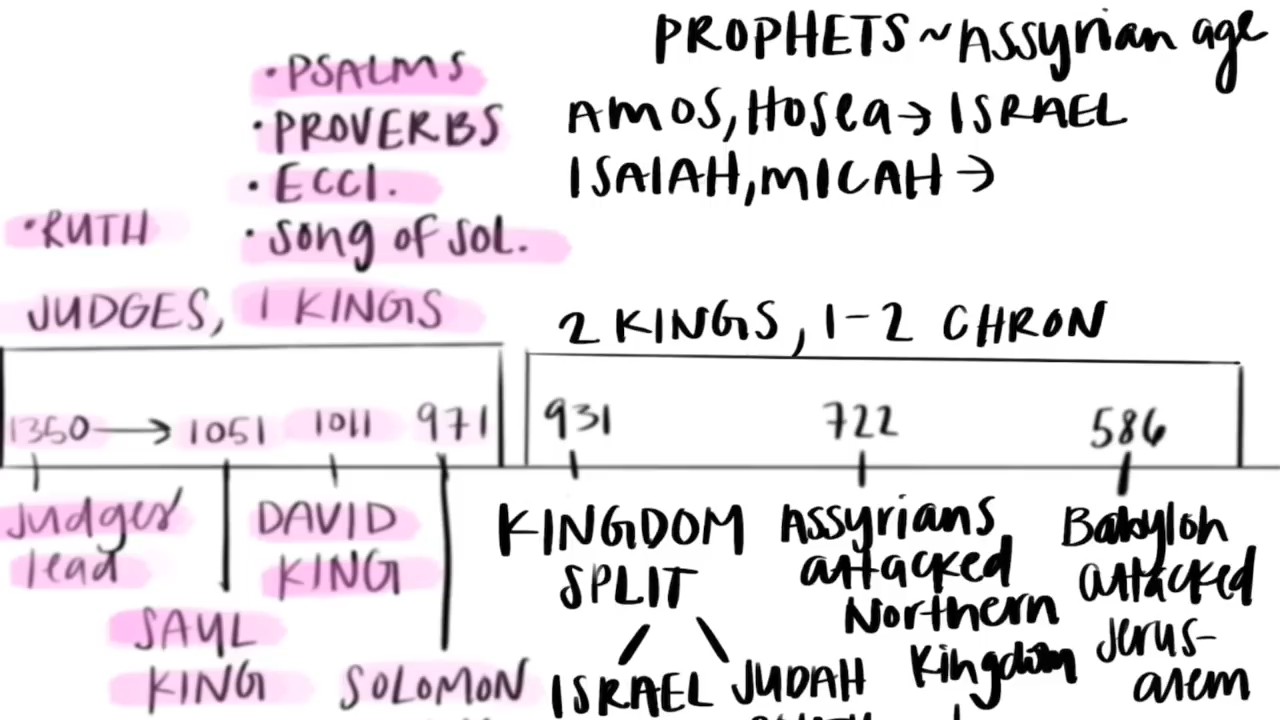 PROPHETS ~ Assyrian age
AMOS, Hosea → ISRAEL
ISAIAH, MICAH →
• PSALMS
• PROVERBS
• ECCl.
• Song of Sol.
• RUTH
JUDGES, 1 KINGS
2 KINGS, 1-2 CHRON
1350 → 1051 1011 971 931 722 586
Judges
lead
SAUL
KING
DAVID
KING
SOLOMON
KINGDOM
SPLIT
ISRAEL JUDAH
Assyrians
attacked
Northern
Kingdom
Babylon
attacked
Jerus-
alem